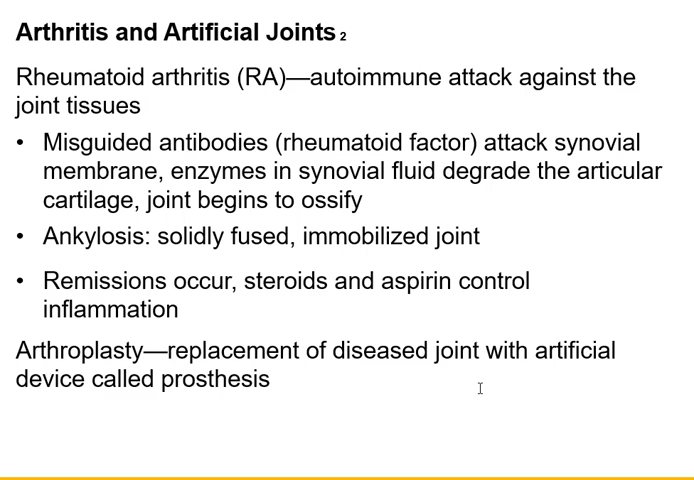 Arthritis and Artificial Joints 2
Rheumatoid arthritis (RA)—autoimmune attack against the
joint tissues
• Misguided antibodies (rheumatoid factor) attack synovial
membrane, enzymes in synovial fluid degrade the articular
cartilage, joint begins to ossify
• Ankylosis: solidly fused, immobilized joint
• Remissions occur, steroids and aspirin control
inflammation
Arthroplasty—replacement of diseased joint with artificial
device called prosthesis